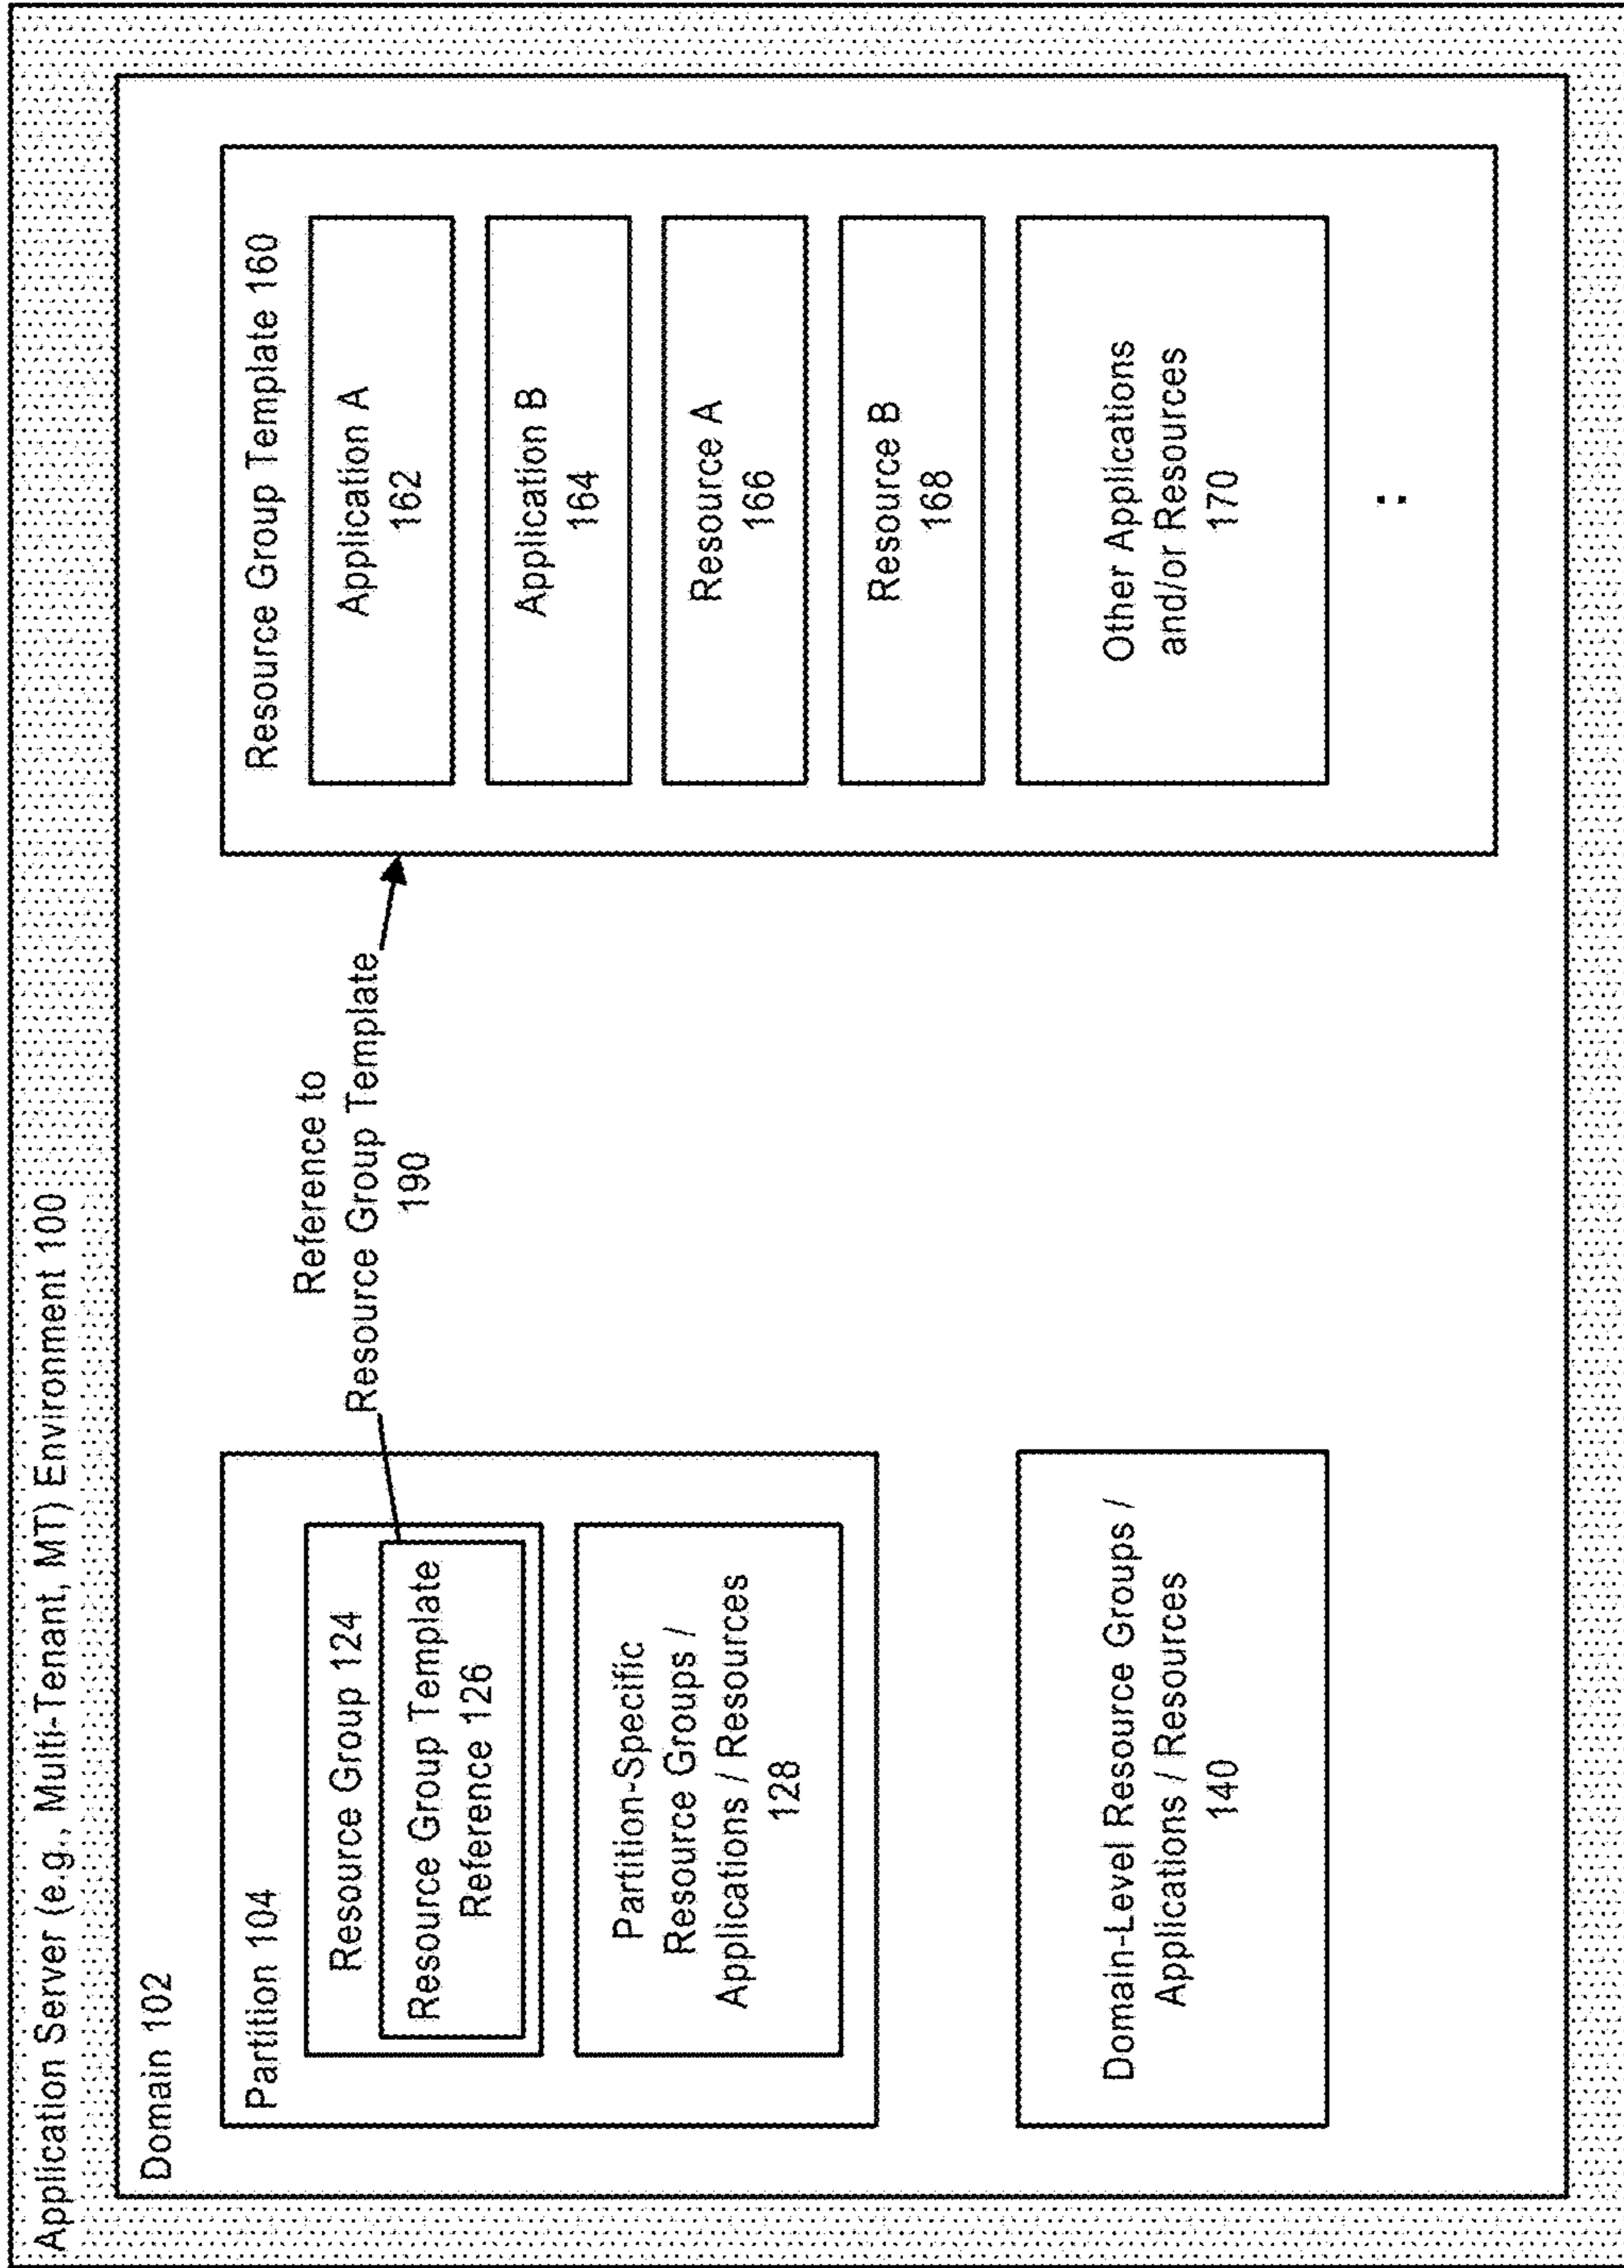 Application Server (e.g., Multi-Tenant, MT) Environment 100
Domain 102
Partition 104
Resource Group 124
Resource Group Template
Reference 126
Partition-Specific
Resource Groups /
Applications / Resources
128
Domain-Level Resource Groups /
Applications / Resources
140
Reference to
Resource Group Template
190
Resource Group Template 160
Application A
162
Application B
164
Resource A
166
Resource B
168
Other Applications
and/or Resources
170